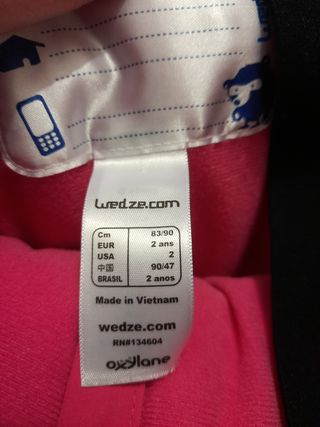 wedze.com
Cm 83/90
EUR 2 ans
USA 2
中国 90/47
BRASIL 2 anos
Made in Vietnam
wedze.com
RN#134604
oxylane